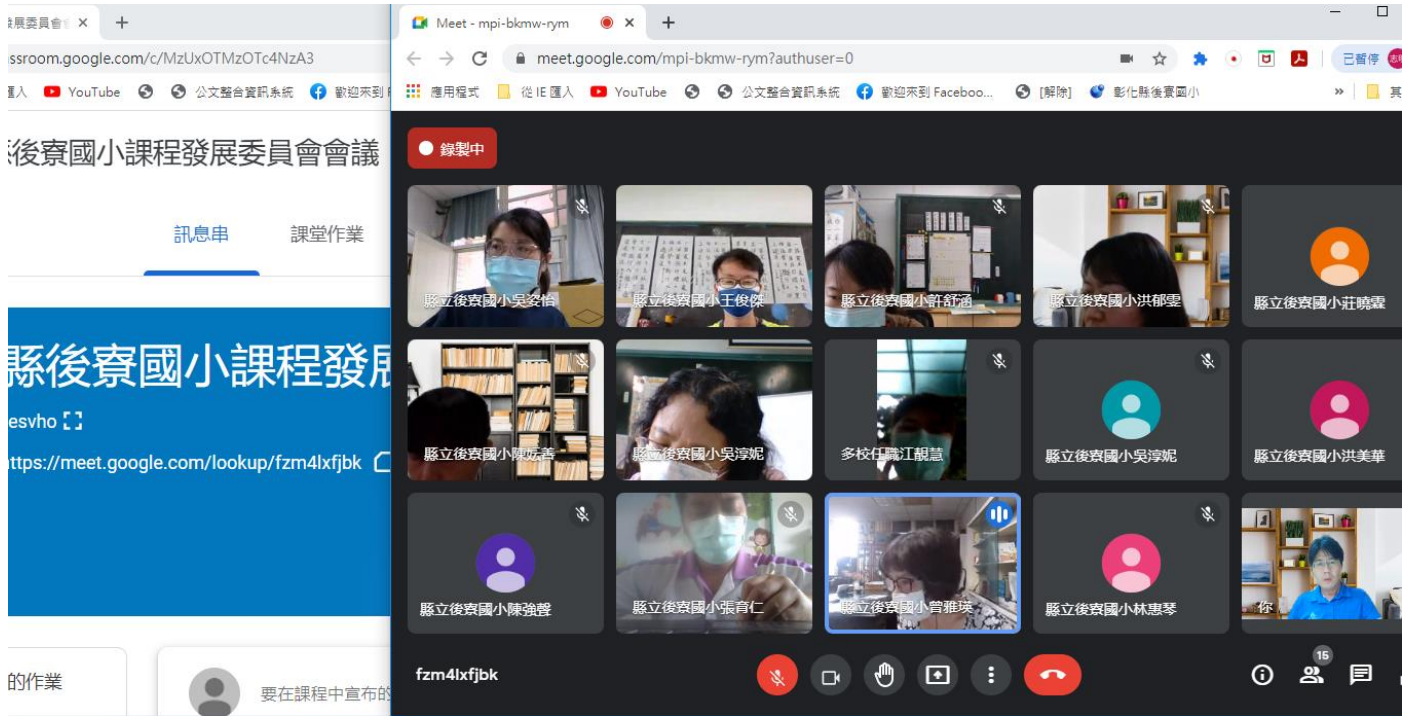 發展委員會
ssroom.google.com/c/MzUxOTMzOTc4NzA3
匯入 YouTube 公文整合資訊系統 歡迎來到
後寮國小課程發展委員會會議
訊息串 課堂作業
縣後寮國小課程發展
esvho
https://meet.google.com/lookup/fzm4lxfjbk
的作業
要在課程中宣布的
Meet - mpi-bkmw-rym
meet.google.com/mpi-bkmw-rym?authuser=0
已暫停
應用程式 從 IE 匯入 YouTube 公文整合資訊系統 歡迎來到 Faceboo... [解除] 彰化縣後寮國小 » 其
錄製中
縣立後寮國小吳姿怡 縣立後寮國小王俊傑 縣立後寮國小許舒涵 縣立後寮國小洪郁雯 縣立後寮國小莊曉霖
縣立後寮國小陳妘善 縣立後寮國小吳淳妮 多校任職江靚慧 縣立後寮國小吳淳妮 縣立後寮國小洪美華
縣立後寮國小陳強聲 縣立後寮國小張育仁 縣立後寮國小曾雅瑛 縣立後寮國小林惠琴 你
fzm4lxfjbk
15